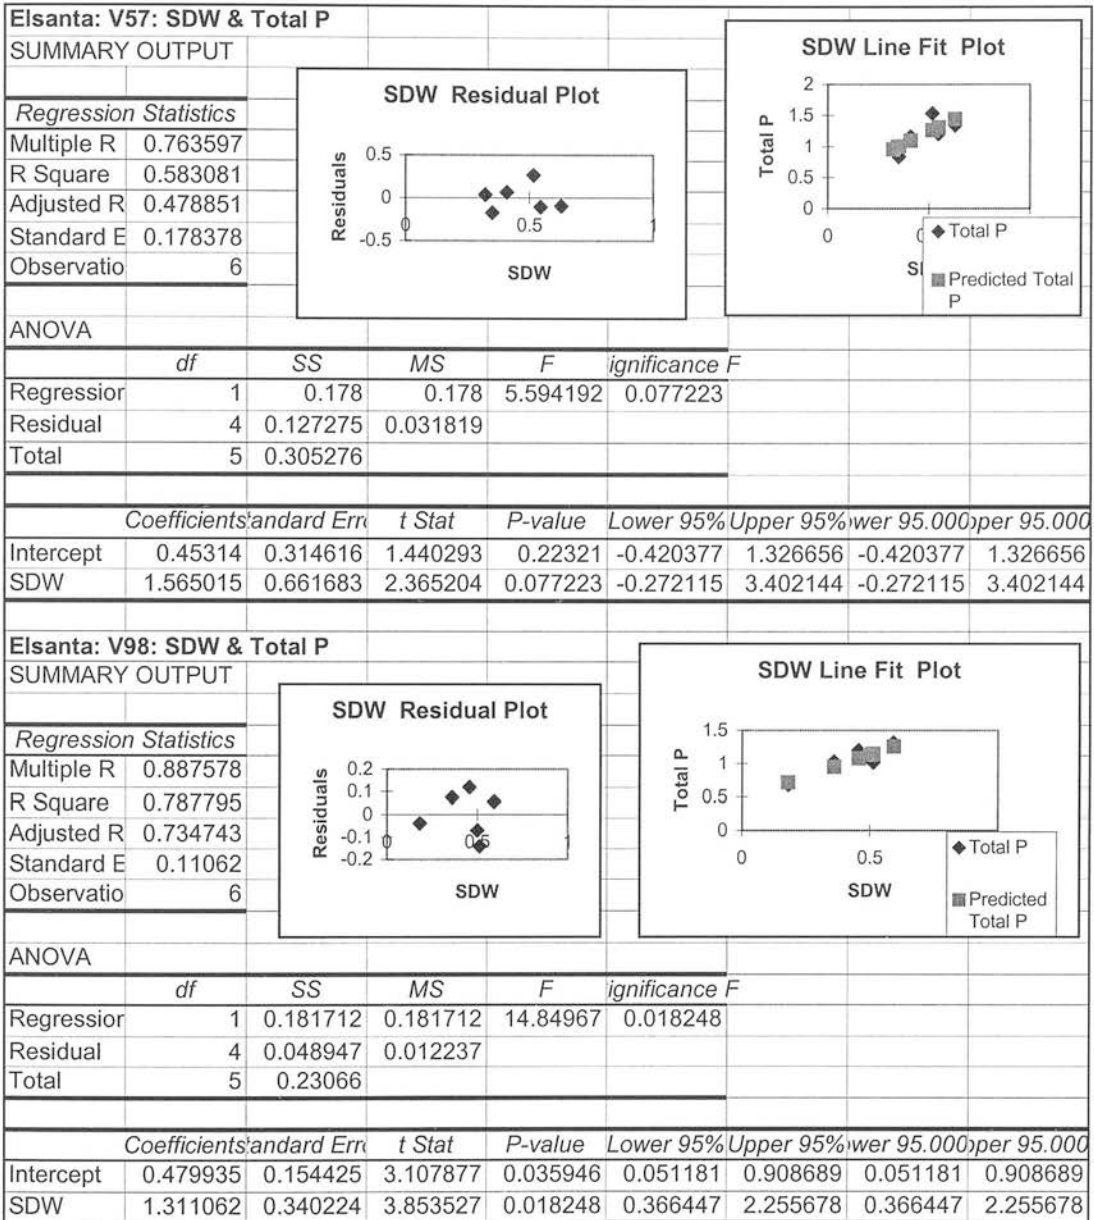 Elsanta: V57: SDW & Total P
SUMMARY OUTPUT
Regression Statistics
Multiple R 0.763597
R Square 0.583081
Adjusted R 0.478851
Standard E 0.178378
Observatio 6
SDW Residual Plot
Residuals
0.5
0
-0.5
0 0.5 1
SDW
SDW Line Fit Plot
Total P
2
1.5
1
0.5
0
0
Total P
Predicted Total
P
ANOVA
df SS MS F ignificance F
Regressior 1 0.178 0.178 5.594192 0.077223
Residual 4 0.127275 0.031819
Total 5 0.305276
Coefficients tandard Erro t Stat P-value Lower 95% Upper 95% ower 95.000 pper 95.000
Intercept 0.45314 0.314616 1.440293 0.22321 -0.420377 1.326656 -0.420377 1.326656
SDW 1.565015 0.661683 2.365204 0.077223 -0.272115 3.402144 -0.272115 3.402144
Elsanta: V98: SDW & Total P
SUMMARY OUTPUT
Regression Statistics
Multiple R 0.887578
R Square 0.787795
Adjusted R 0.734743
Standard E 0.11062
Observatio 6
SDW Residual Plot
Residuals
0.2
0.1
0
-0.1
-0.2
0 0.5 1
SDW
SDW Line Fit Plot
Total P
1.5
1
0.5
0
0 0.5
SDW
Total P
Predicted
Total P
ANOVA
df SS MS F ignificance F
Regressior 1 0.181712 0.181712 14.84967 0.018248
Residual 4 0.048947 0.012237
Total 5 0.23066
Coefficients tandard Erro t Stat P-value Lower 95% Upper 95% ower 95.000 pper 95.000
Intercept 0.479935 0.154425 3.107877 0.035946 0.051181 0.908689 0.051181 0.908689
SDW 1.311062 0.340224 3.853527 0.018248 0.366447 2.255678 0.366447 2.255678